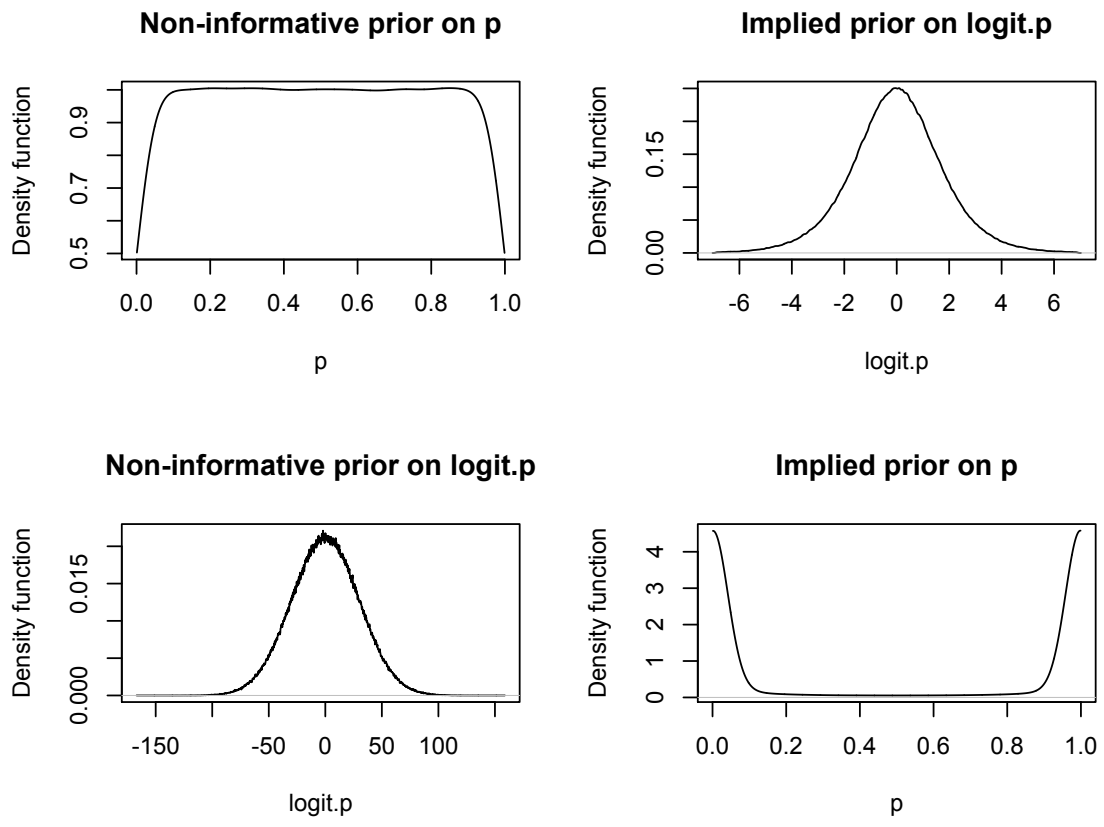 Non-informative prior on p
Density function
0.9
0.7
0.5
0.0 0.2 0.4 0.6 0.8 1.0
p
Implied prior on logit.p
Density function
0.15
0.00
-6 -4 -2 0 2 4 6
logit.p
Non-informative prior on logit.p
Density function
0.015
0.000
-150 -50 0 50 100
logit.p
Implied prior on p
Density function
4
3
2
1
0
0.0 0.2 0.4 0.6 0.8 1.0
p